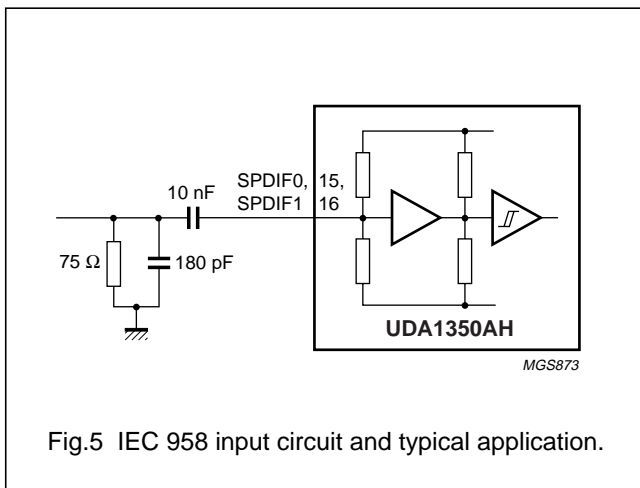 10 nF
SPDIF0, 15,
SPDIF1 16
75 Ω
180 pF
UDA1350AH
MGS873
Fig.5 IEC 958 input circuit and typical application.